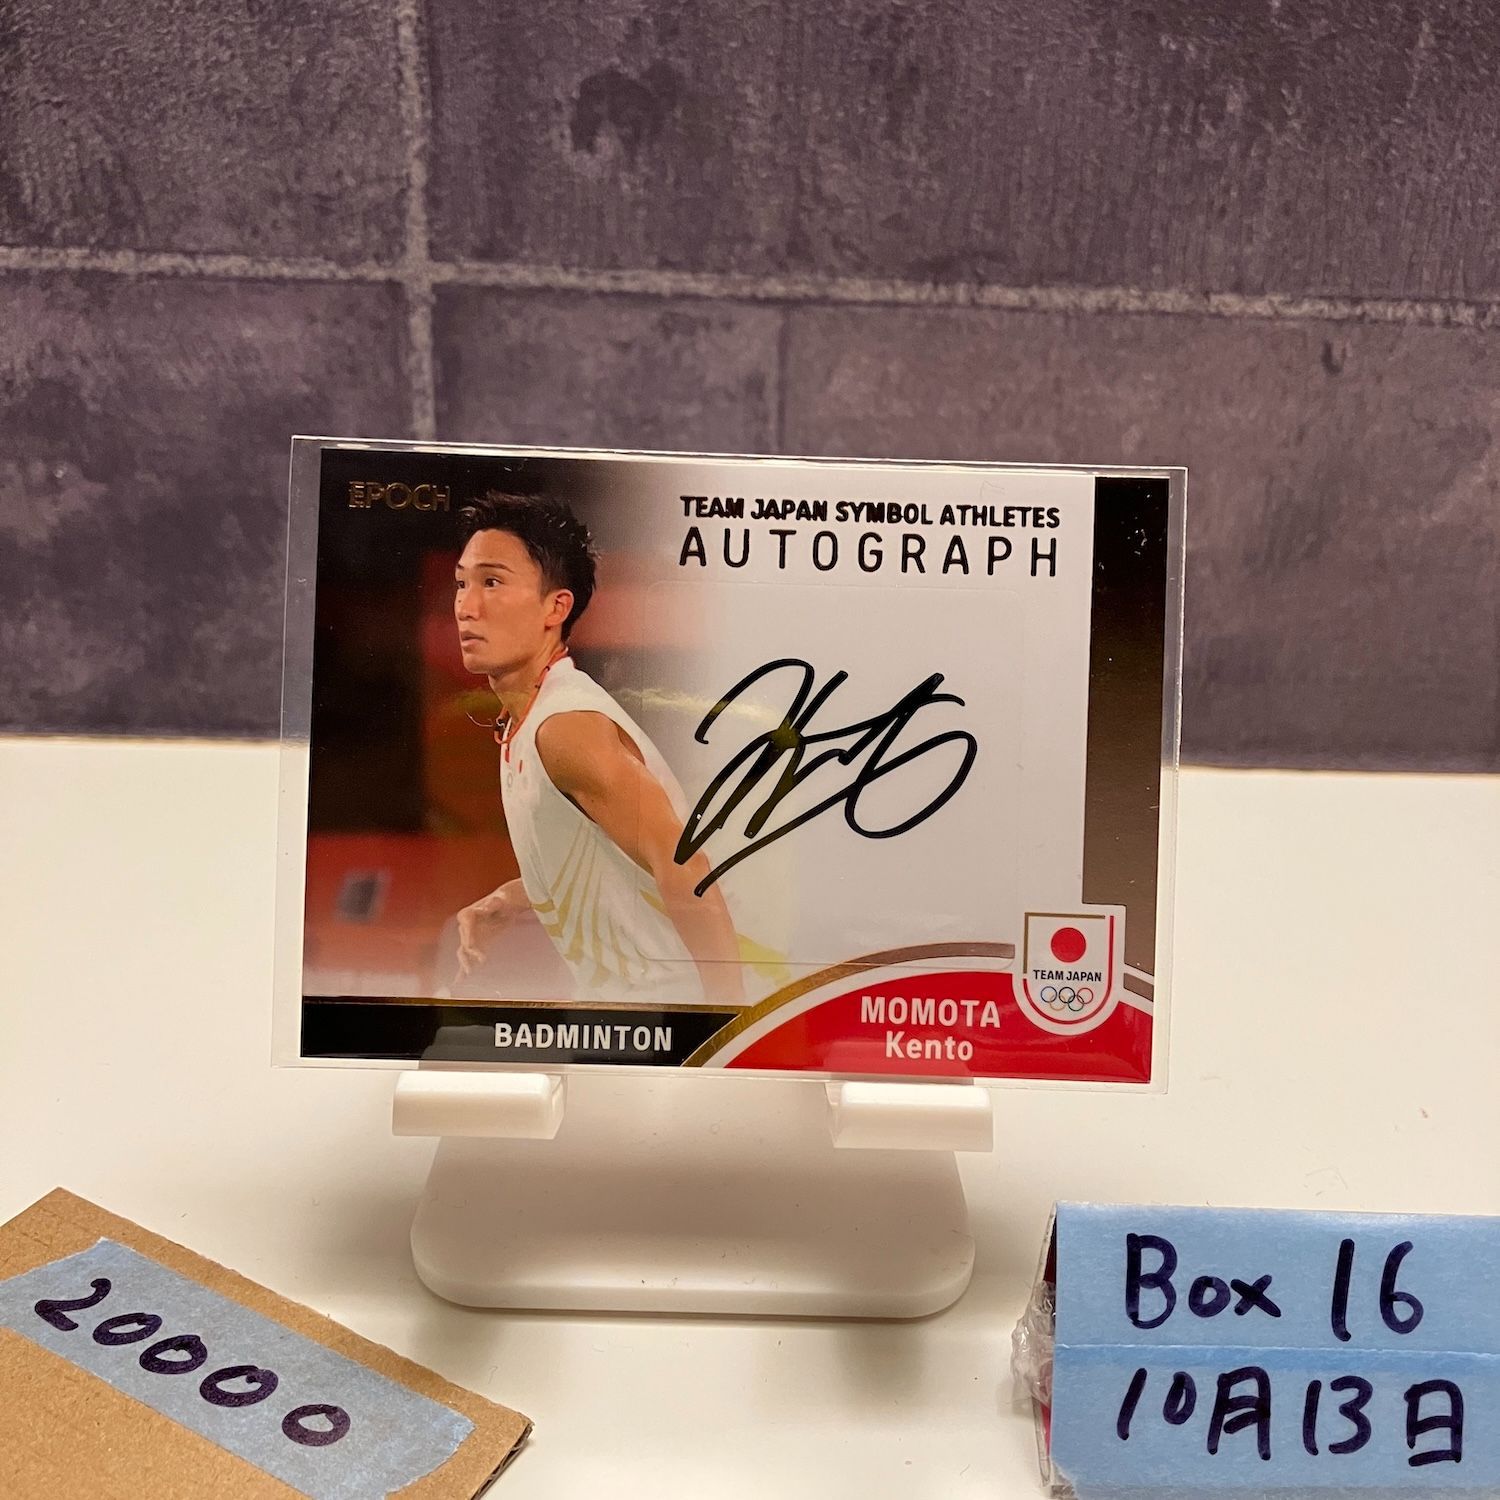 EPOCH
TEAM JAPAN SYMBOL ATHLETES
AUTOGRAPH
TEAM JAPAN
BADMINTON
MOMOTA
Kento
20000
Box 16
10月13日